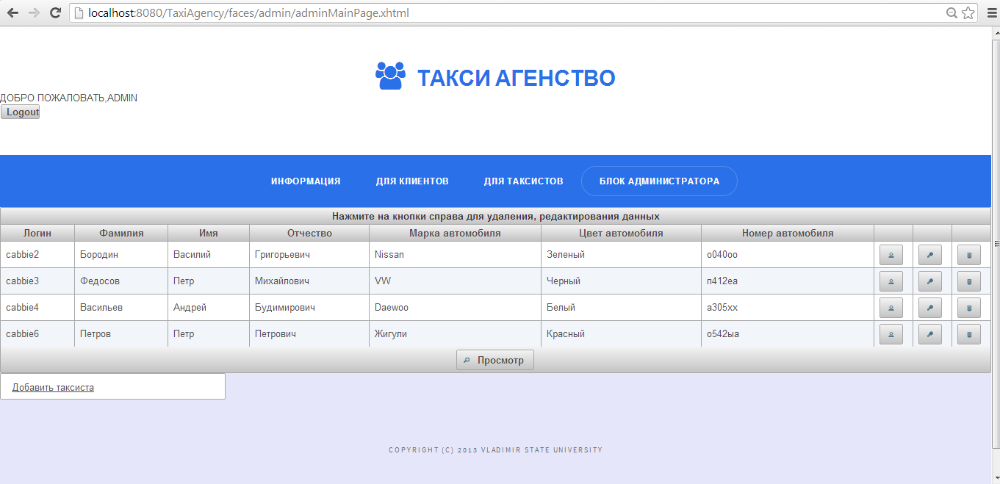 localhost:8080/TaxiAgency/faces/admin/adminMainPage.xhtml
ТАКСИ АГЕНСТВО
ДОБРО ПОЖАЛОВАТЬ,ADMIN
Logout
ИНФОРМАЦИЯ ДЛЯ КЛИЕНТОВ ДЛЯ ТАКСИСТОВ БЛОК АДМИНИСТРАТОРА
Нажмите на кнопки справа для удаления, редактирования данных
Логин Фамилия Имя Отчество Марка автомобиля Цвет автомобиля Номер автомобиля
cabbie2 Бородин Василий Григорьевич Nissan Зеленый о040оо
cabbie3 Федосов Петр Михайлович VW Черный п412еа
cabbie4 Васильев Андрей Будимирович Daewoo Белый а305хх
cabbie6 Петров Петр Петрович Жигули Красный о542ыа
Просмотр
Добавить таксиста
COPYRIGHT (C) 2013 VLADIMIR STATE UNIVERSITY